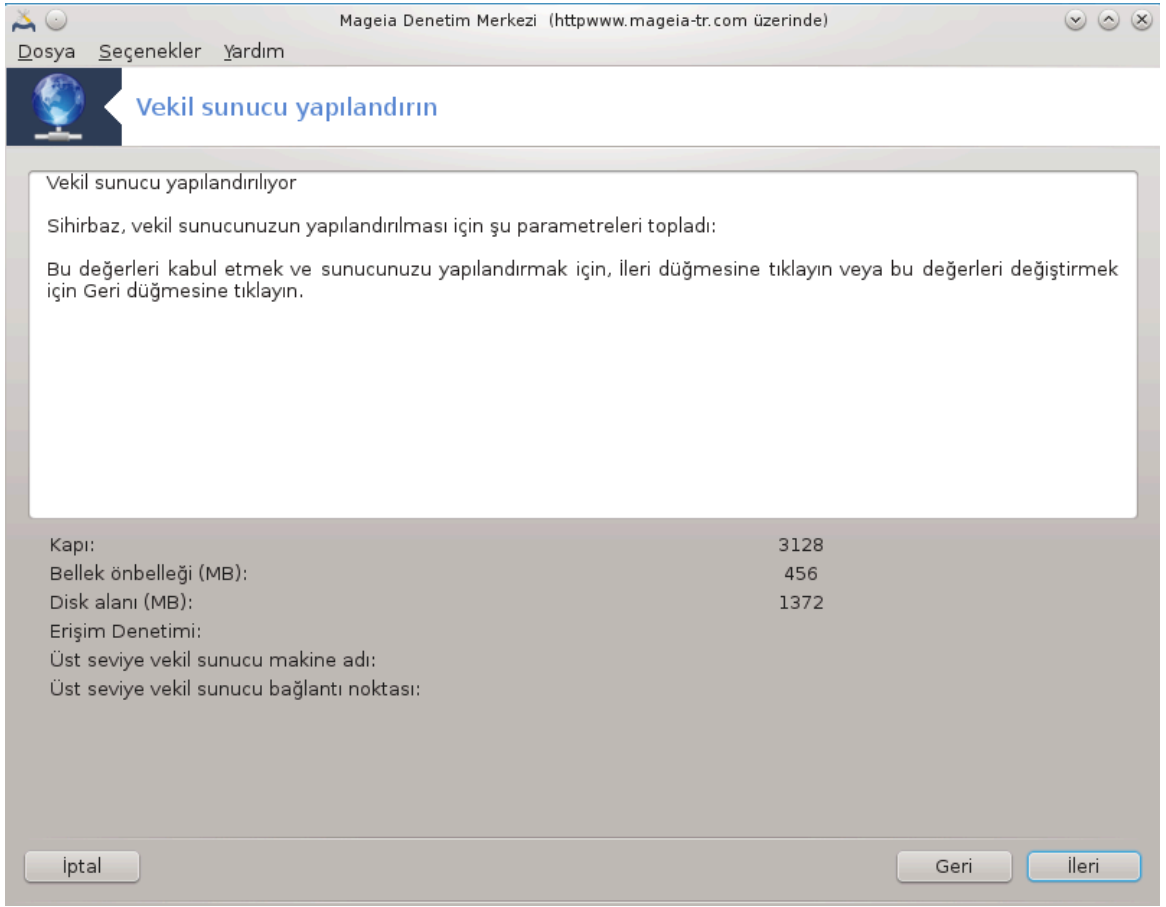 Mageia Denetim Merkezi (httpwww.mageia-tr.com üzerinde)
Dosya Seçenekler Yardım
Vekil sunucu yapılandırın
Vekil sunucu yapılandırılıyor
Sihirbaz, vekil sunucunuzun yapılandırılması için şu parametreleri topladı:
Bu değerleri kabul etmek ve sunucunuzu yapılandırmak için, İleri düğmesine tıklayın veya bu değerleri değiştirmek
için Geri düğmesine tıklayın.
Kapı: 3128
Bellek önbelleği (MB): 456
Disk alanı (MB): 1372
Erişim Denetimi:
Üst seviye vekil sunucu makine adı:
Üst seviye vekil sunucu bağlantı noktası:
İptal Geri İleri